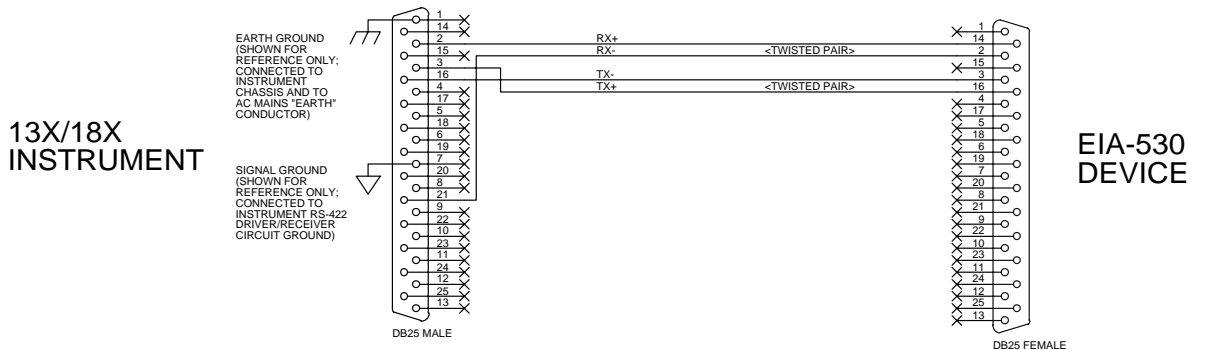 13X/18X
INSTRUMENT
EARTH GROUND
(SHOWN FOR
REFERENCE ONLY;
CONNECTED TO
INSTRUMENT
CHASSIS AND TO
AC MAINS "EARTH"
CONDUCTOR)
SIGNAL GROUND
(SHOWN FOR
REFERENCE ONLY;
CONNECTED TO
INSTRUMENT RS-422
DRIVER/RECEIVER
CIRCUIT GROUND)
1
14
2
15
3
16
4
17
5
18
6
19
7
20
8
21
9
22
10
23
11
24
12
25
13
DB25 MALE
RX+
RX- <TWISTED PAIR>
TX-
TX+ <TWISTED PAIR>
1
14
2
15
3
16
4
17
5
18
6
19
7
20
8
21
9
22
10
23
11
24
12
25
13
DB25 FEMALE
EIA-530
DEVICE